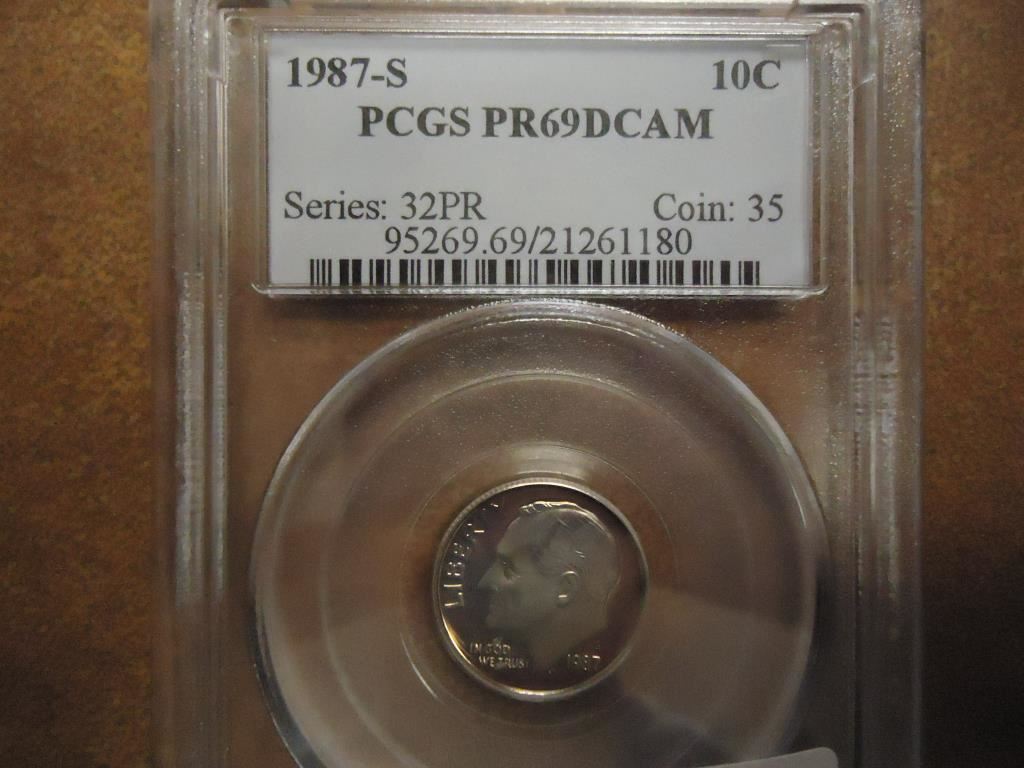 1987-S 10C
PCGS PR69DCAM
Series: 32PR Coin: 35
95269.69/21261180
LIBERTY
IN GOD
WE TRUST
1987